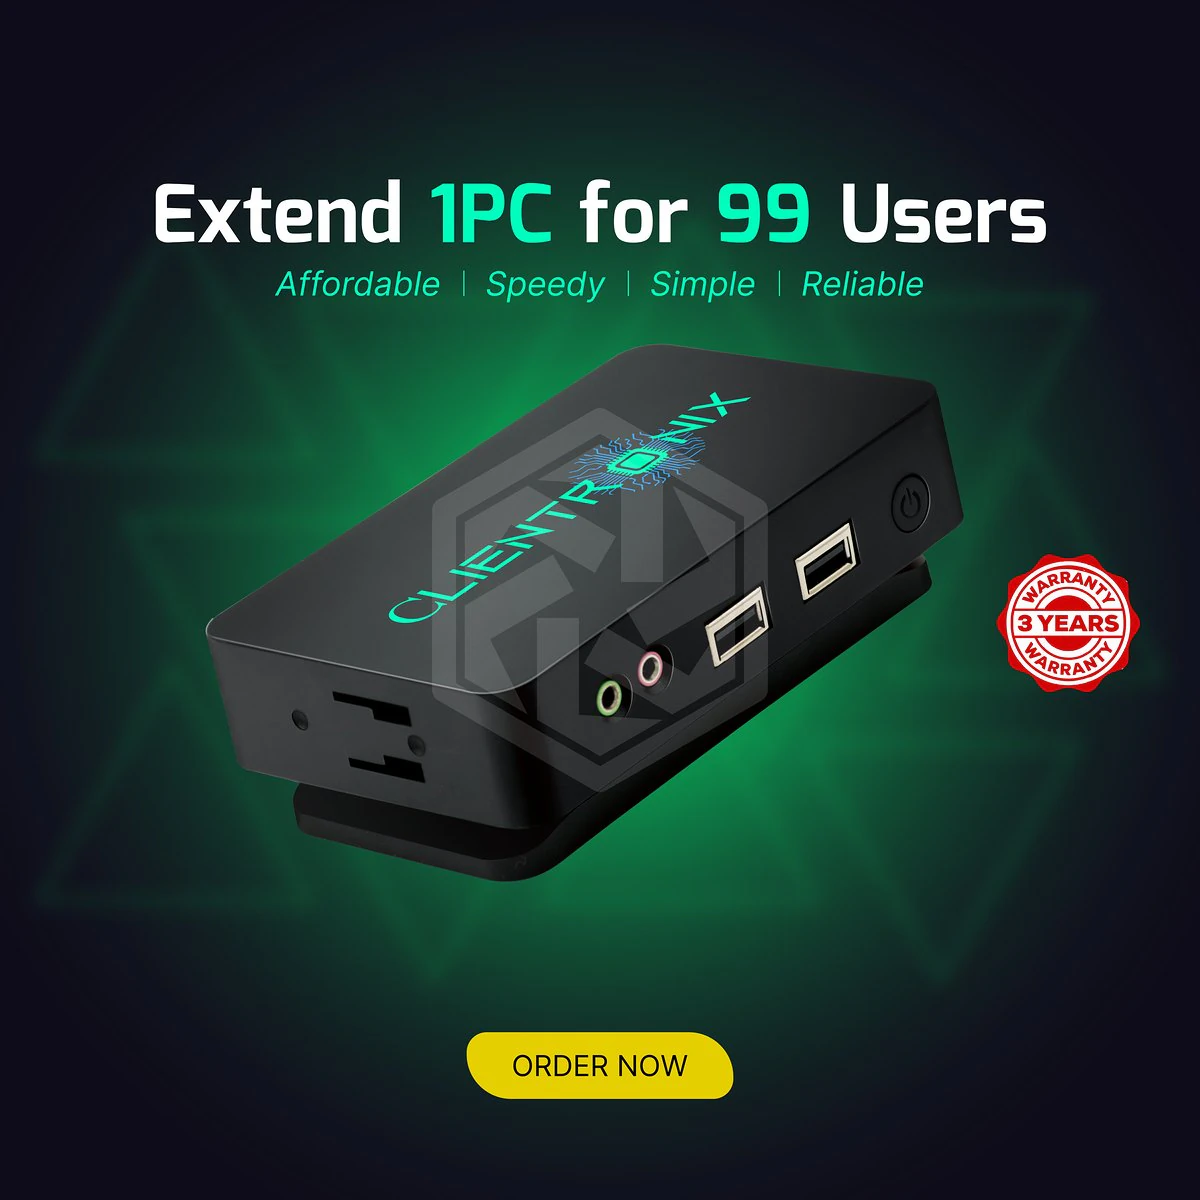 Extend 1PC for 99 Users
Affordable | Speedy | Simple | Reliable
CLIENTRONIX
WARRANTY
3 YEARS
WARRANTY
ORDER NOW